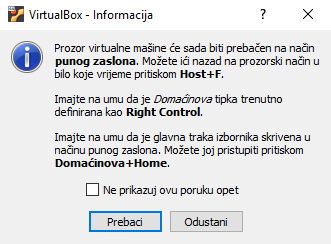 VirtualBox - Informacija
Prozor virtualne mašine će sada biti prebačen na način
punog zaslona. Možete ići nazad na prozorski način u
bilo koje vrijeme pritiskom Host+F.
Imajte na umu da je Domaćinova tipka trenutno
definirana kao Right Control.
Imajte na umu da je glavna traka izbornika skrivena u
načinu punog zaslona. Možete joj pristupiti pritiskom
Domaćinova+Home.
Ne prikazuj ovu poruku opet
Prebaci
Odustani